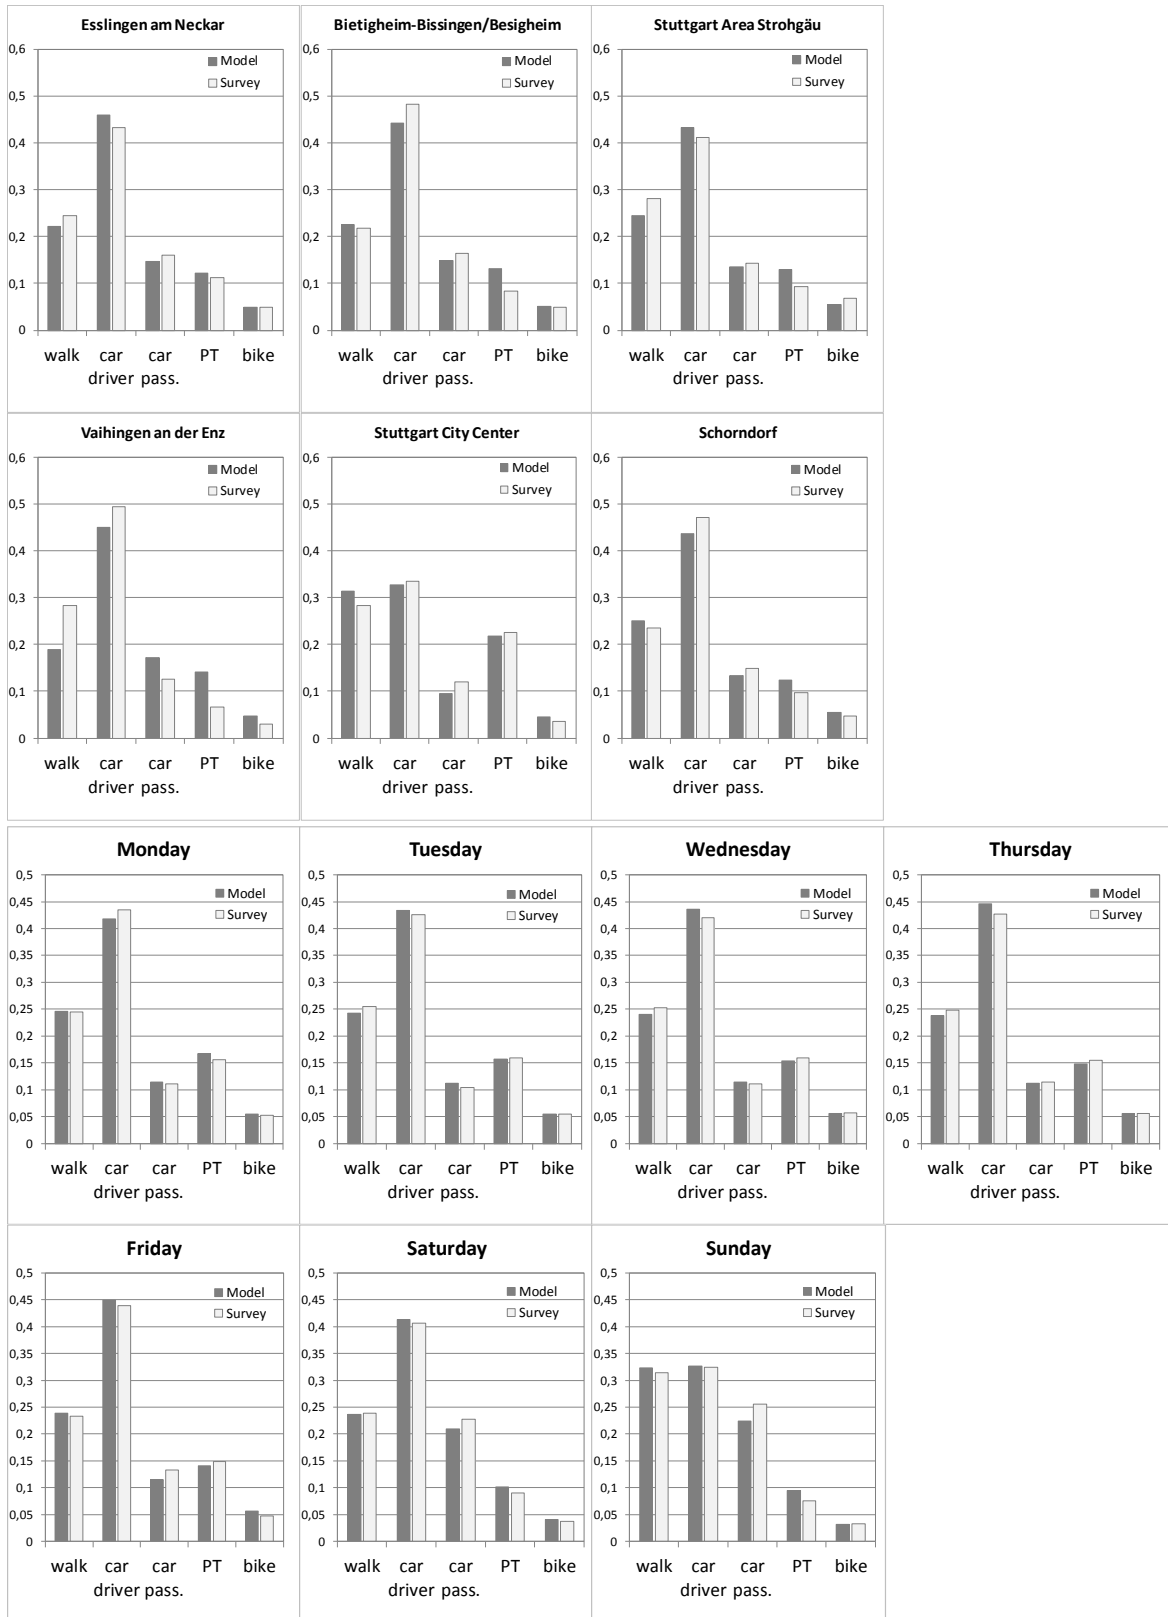 Esslingen am Neckar
Model
Survey
0,6
0,5
0,4
0,3
0,2
0,1
0
walk car car PT bike
driver pass.
Bietigheim-Bissingen/Besigheim
Model
Survey
0,6
0,5
0,4
0,3
0,2
0,1
0
walk car car PT bike
driver pass.
Stuttgart Area Strohgäu
Model
Survey
0,6
0,5
0,4
0,3
0,2
0,1
0
walk car car PT bike
driver pass.
Vaihingen an der Enz
Model
Survey
0,6
0,5
0,4
0,3
0,2
0,1
0
walk car car PT bike
driver pass.
Stuttgart City Center
Model
Survey
0,6
0,5
0,4
0,3
0,2
0,1
0
walk car car PT bike
driver pass.
Schorndorf
Model
Survey
0,6
0,5
0,4
0,3
0,2
0,1
0
walk car car PT bike
driver pass.
Monday
Model
Survey
0,5
0,45
0,4
0,35
0,3
0,25
0,2
0,15
0,1
0,05
0
walk car car PT bike
driver pass.
Tuesday
Model
Survey
0,5
0,45
0,4
0,35
0,3
0,25
0,2
0,15
0,1
0,05
0
walk car car PT bike
driver pass.
Wednesday
Model
Survey
0,5
0,45
0,4
0,35
0,3
0,25
0,2
0,15
0,1
0,05
0
walk car car PT bike
driver pass.
Thursday
Model
Survey
0,5
0,45
0,4
0,35
0,3
0,25
0,2
0,15
0,1
0,05
0
walk car car PT bike
driver pass.
Friday
Model
Survey
0,5
0,45
0,4
0,35
0,3
0,25
0,2
0,15
0,1
0,05
0
walk car car PT bike
driver pass.
Saturday
Model
Survey
0,5
0,45
0,4
0,35
0,3
0,25
0,2
0,15
0,1
0,05
0
walk car car PT bike
driver pass.
Sunday
Model
Survey
0,5
0,45
0,4
0,35
0,3
0,25
0,2
0,15
0,1
0,05
0
walk car car PT bike
driver pass.